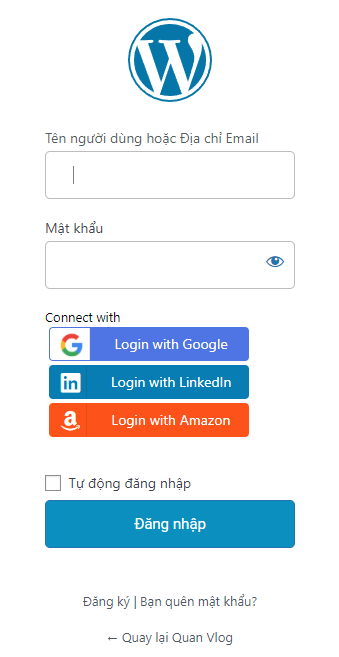 Tên người dùng hoặc Địa chỉ Email
Mật khẩu
Connect with
Login with Google
Login with LinkedIn
Login with Amazon
Tự động đăng nhập
Đăng nhập
Đăng ký | Bạn quên mật khẩu?
← Quay lại Quan Vlog